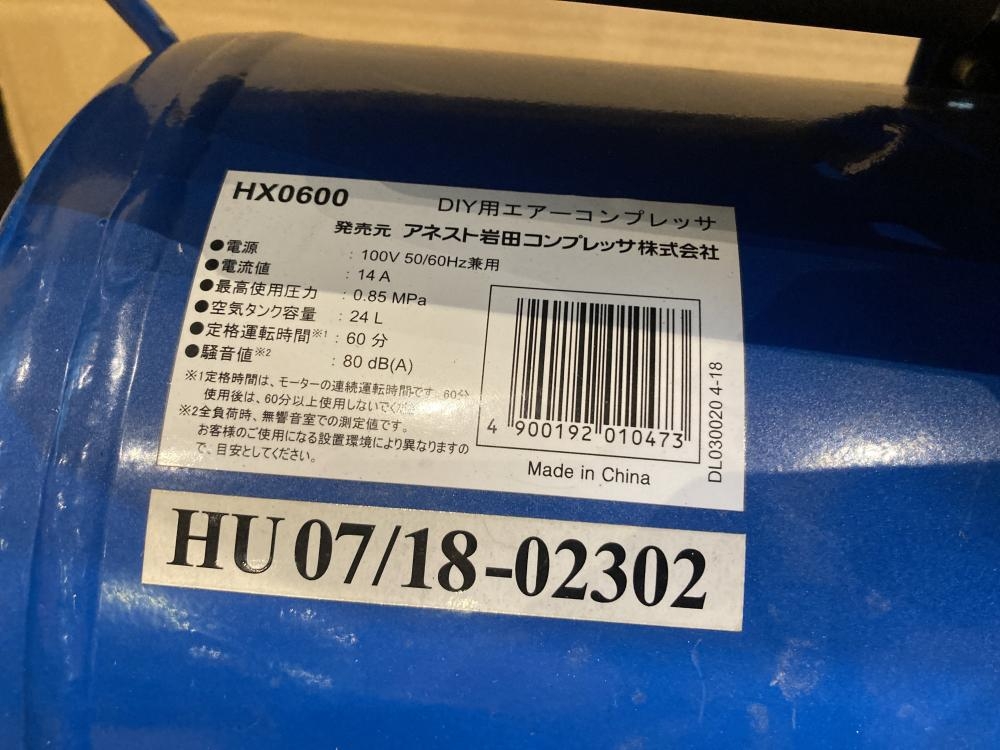 HX0600
DIY用エアーコンプレッサ
発売元 アネスト岩田コンプレッサ株式会社
●電源 : 100V 50/60Hz兼用
●電流値 : 14 A
●最高使用圧力 : 0.85 MPa
●空気タンク容量 : 24 L
●定格運転時間※1 : 60 分
●騒音値※2 : 80 dB(A)
※1定格時間は、モーターの連続運転時間です。60分
使用後は、60分以上使用しないでください。
※2全負荷時、無響音室での測定値です。
お客様のご使用になる設置環境により異なりますの
で、目安としてください。
4 900192 010473
Made in China
DL030020 4-18
HU 07/18-02302